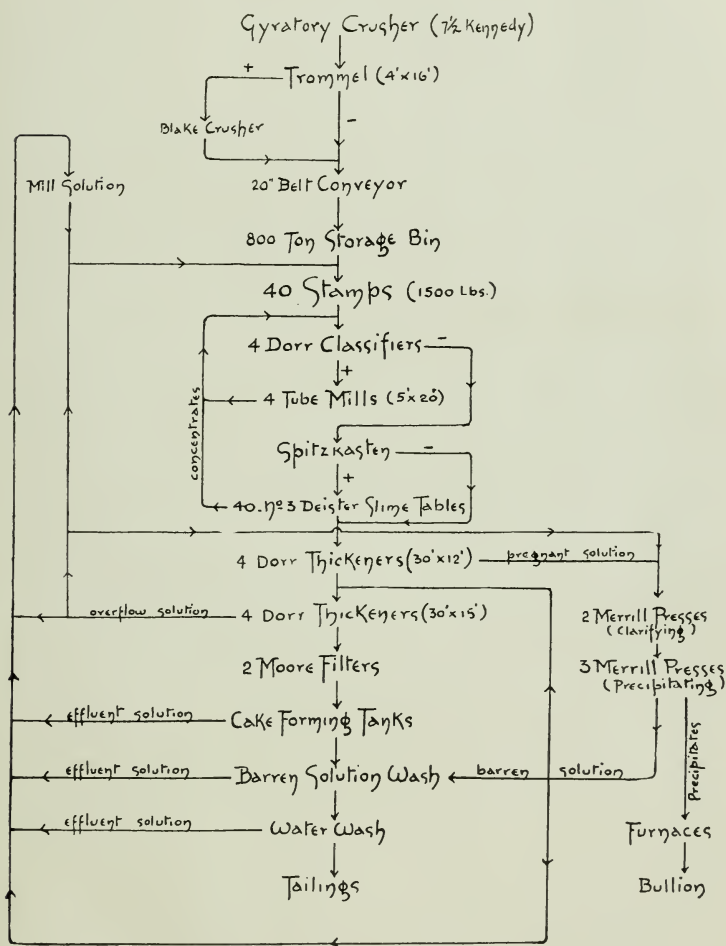 Gyratory Crusher (7½ Kennedy)
+
Trommel (4'x16')
-
Blake Crusher
Mill Solution
20" Belt Conveyor
800 Ton Storage Bin
40 Stamps (1500 Lbs.)
4 Dorr Classifiers -
+
concentrates
4 Tube Mills (5'x20')
Spitzkasten -
+
40 - No 3 Deister Slime Tables
4 Dorr Thickeners (30'x12') pregnant solution
overflow solution 4 Dorr Thickeners (30'x15')
2 Merrill Presses
(Clarifying)
2 Moore Filters
3 Merrill Presses
(Precipitating)
effluent solution Cake Forming Tanks
effluent solution Barren Solution Wash barren solution
Precipitates
effluent solution Water Wash
Furnaces
Tailings
Bullion